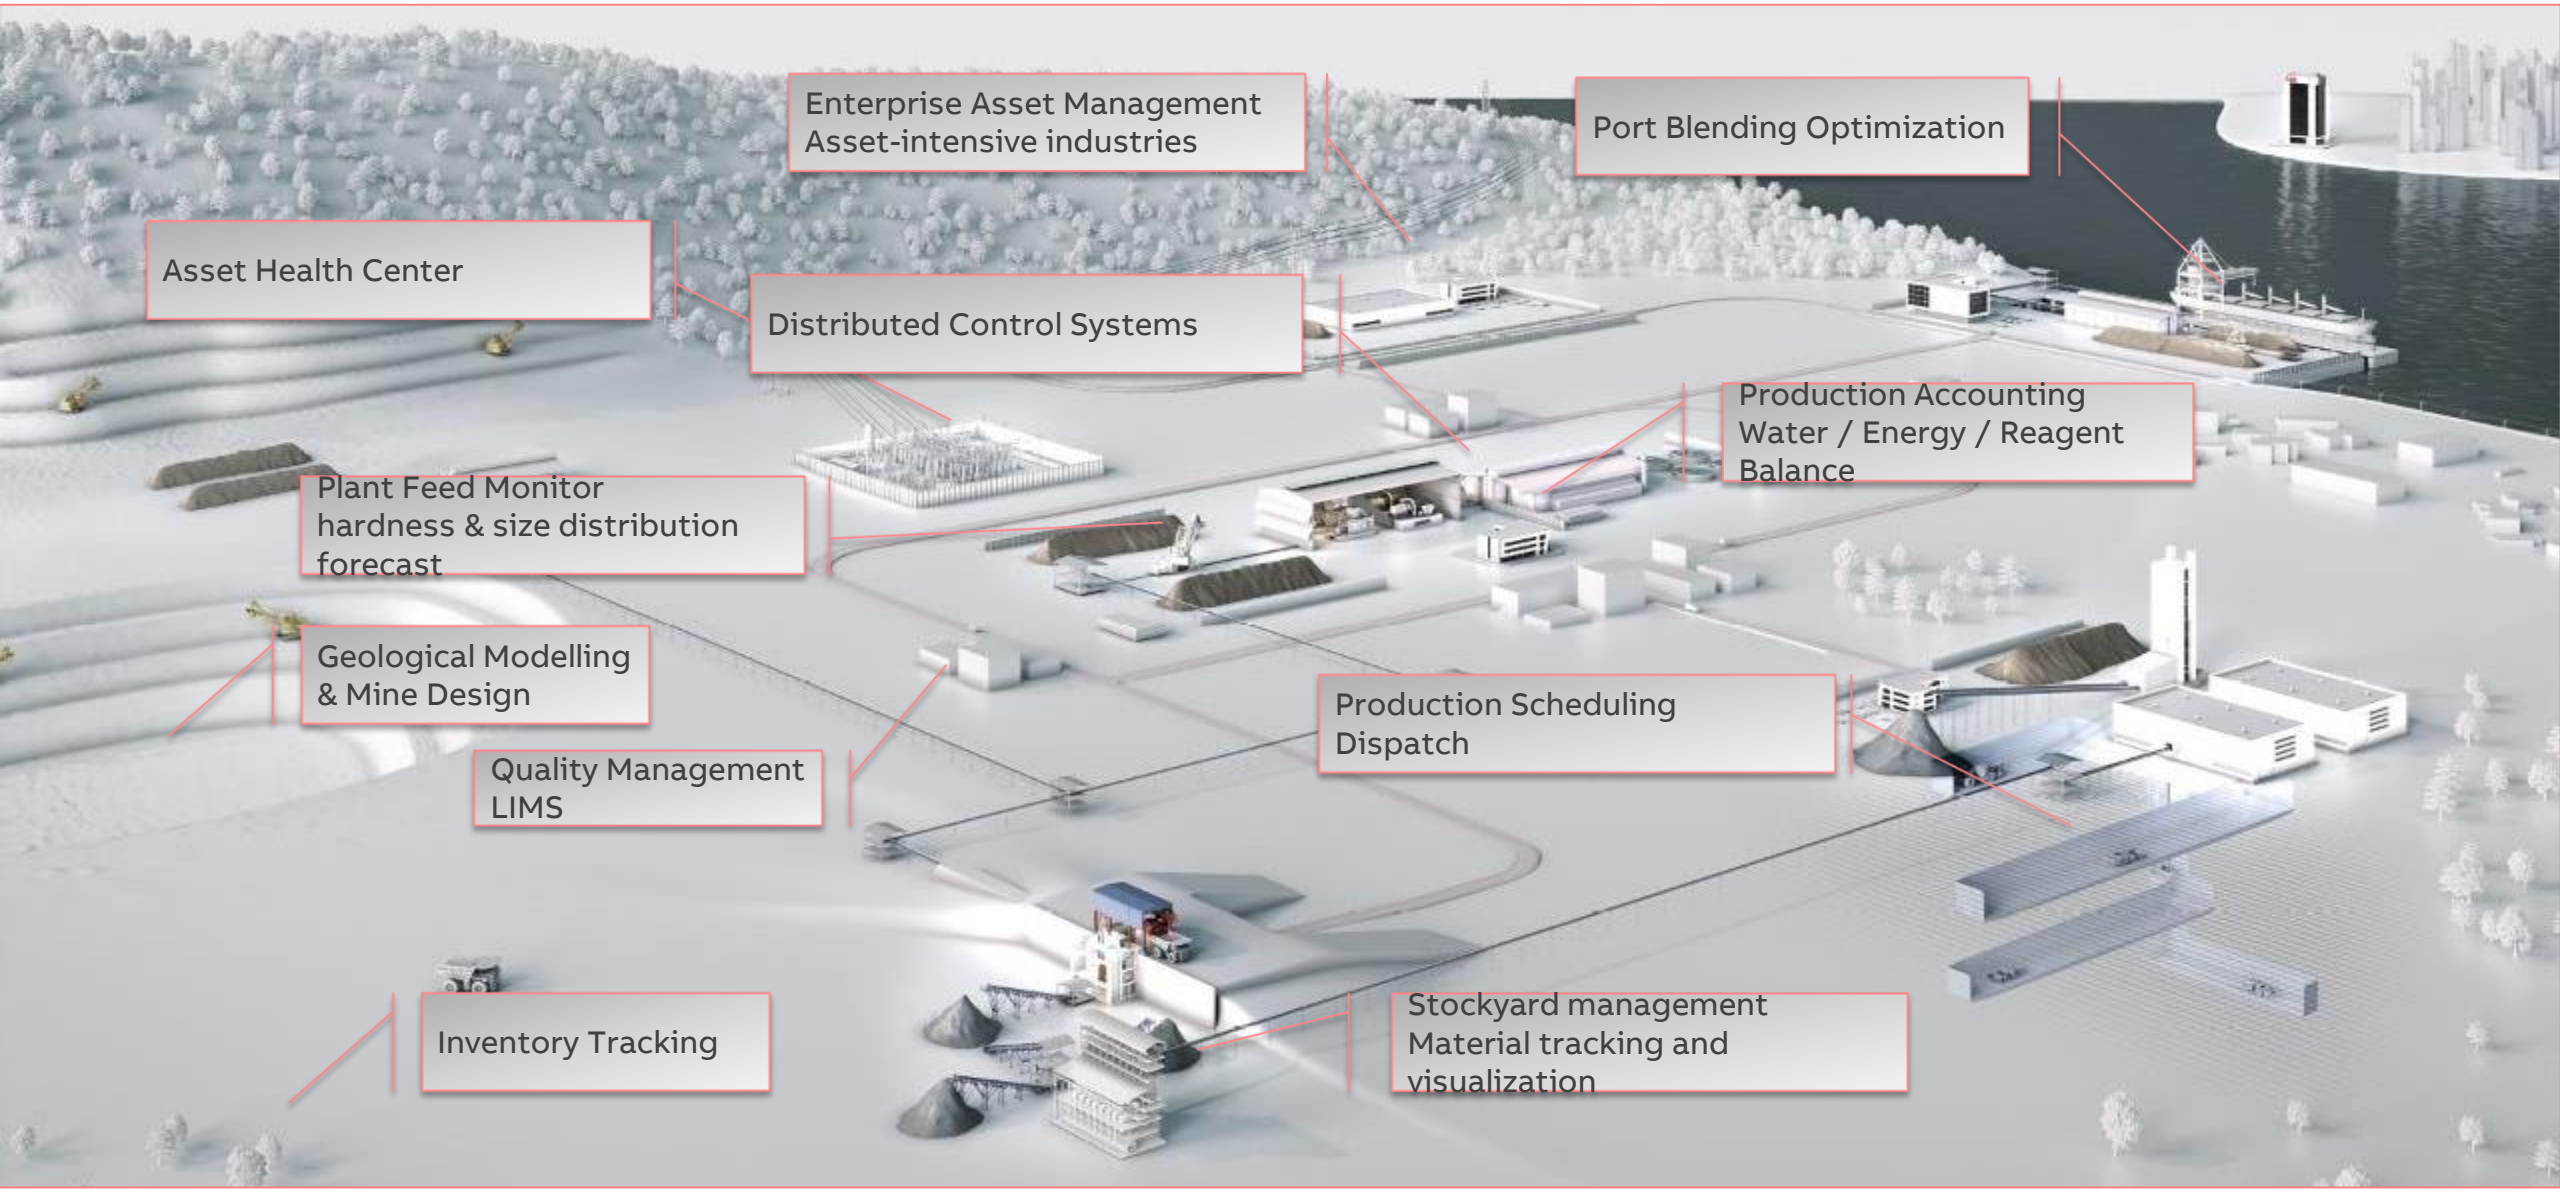 Enterprise Asset Management
Asset-intensive industries
Port Blending Optimization
Asset Health Center
Distributed Control Systems
Production Accounting
Water / Energy / Reagent
Balance
Plant Feed Monitor
hardness & size distribution
forecast
Geological Modelling
& Mine Design
Production Scheduling
Dispatch
Quality Management
LIMS
Stockyard management
Material tracking and
visualization
Inventory Tracking